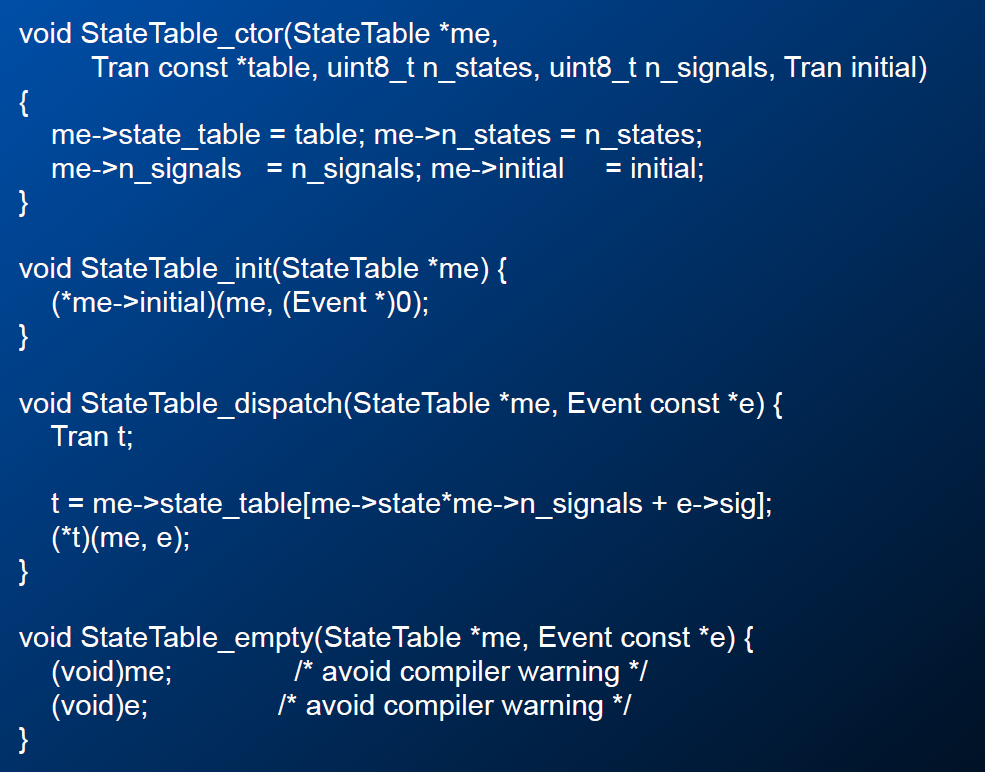 void StateTable_ctor(StateTable *me,
Tran const *table, uint8_t n_states, uint8_t n_signals, Tran initial)
{
me->state_table = table; me->n_states = n_states;
me->n_signals   = n_signals; me->initial     = initial;
}
void StateTable_init(StateTable *me) {
(*me->initial)(me, (Event *)0);
}
void StateTable_dispatch(StateTable *me, Event const *e) {
Tran t;
t = me->state_table[me->state*me->n_signals + e->sig];
(*t)(me, e);
}
void StateTable_empty(StateTable *me, Event const *e) {
(void)me;               /* avoid compiler warning */
(void)e;                /* avoid compiler warning */
}